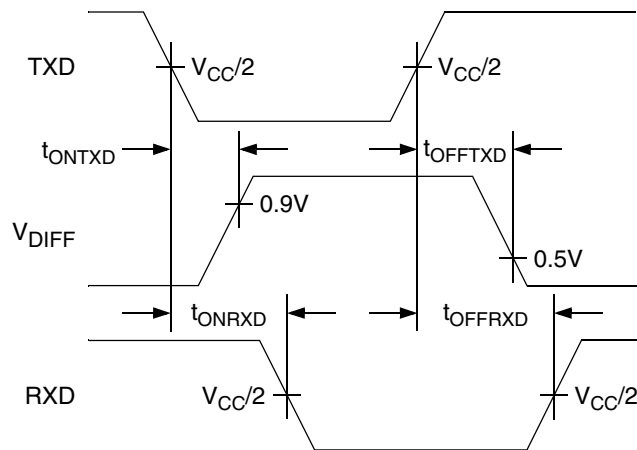 TXD V_CC/2 V_CC/2
t_ONTXD t_OFFTXD
V_DIFF 0.9V 0.5V
t_ONRXD t_OFFRXD
RXD V_CC/2 V_CC/2